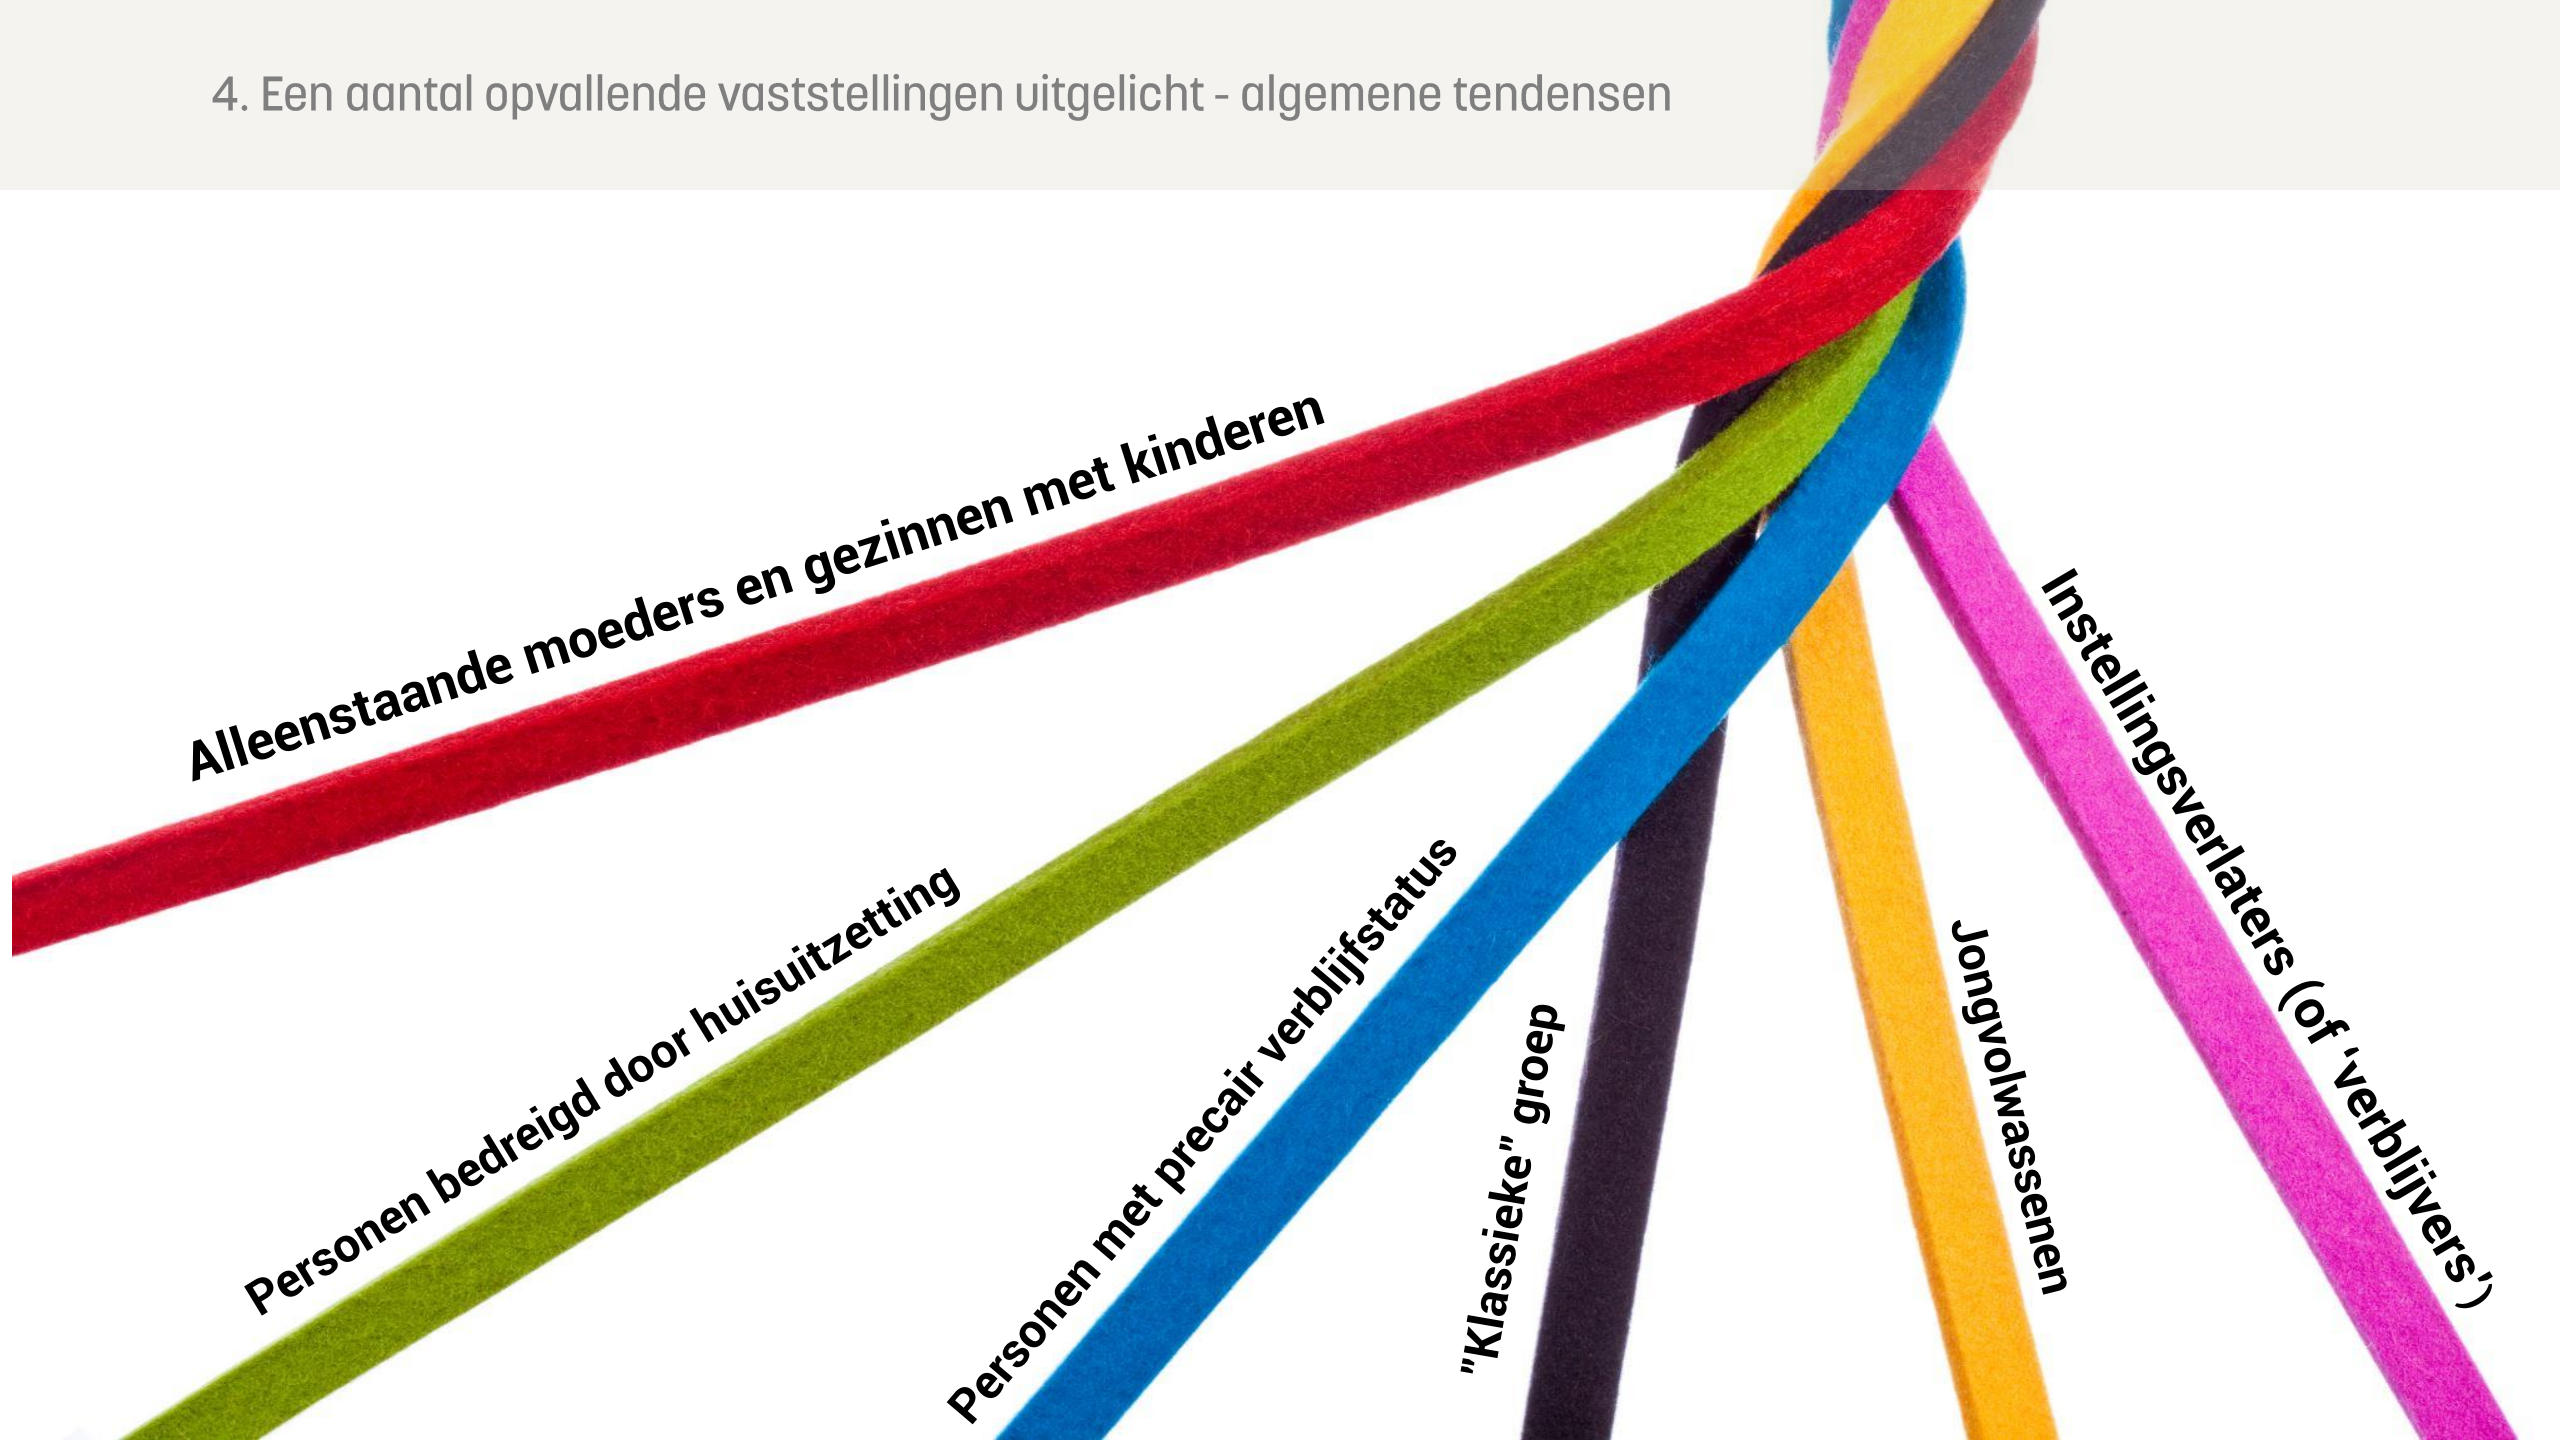 4. Een aantal opvallende vaststellingen uitgelicht - algemene tendensen
Alleenstaande moeders en gezinnen met kinderen
Personen bedreigd door huisuitzetting
Personen met precair verblijfstatus
"Klassieke" groep
Jongvolwassenen
Instellingsverlaters (of ‘verblijvers’)